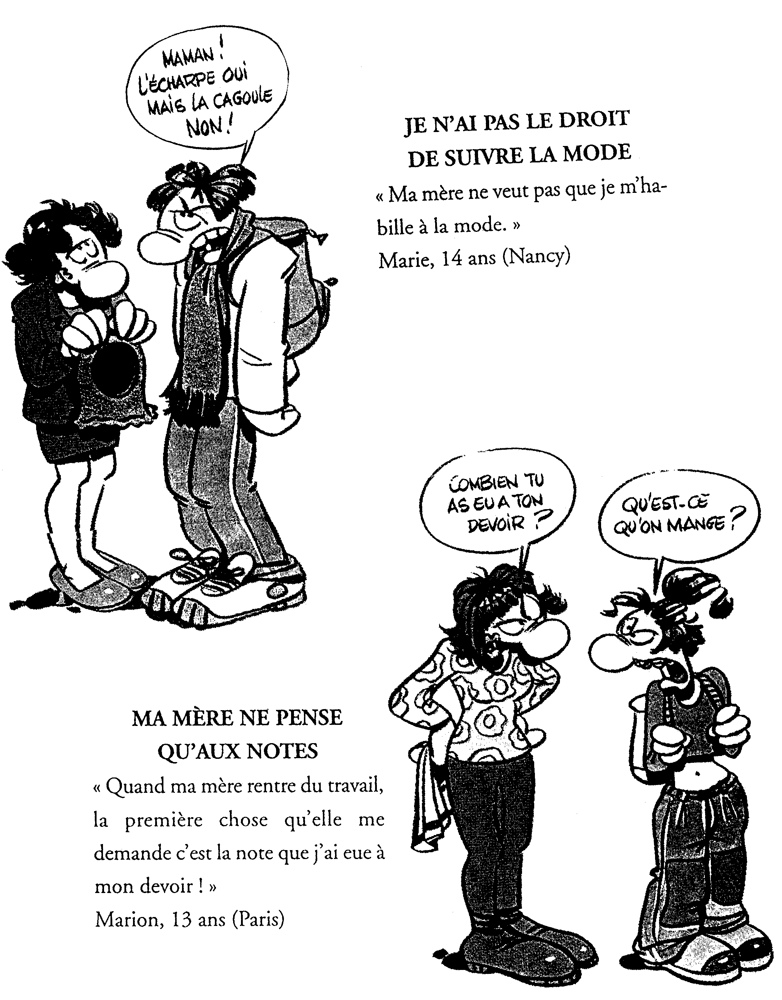 MAMAN !
L'ÉCHARPE OUI
MAIS LA CAGOULE
NON !
JE N'AI PAS LE DROIT
DE SUIVRE LA MODE
« Ma mère ne veut pas que je m'ha-
bille à la mode. »
Marie, 14 ans (Nancy)
COMBIEN TU
AS EU A TON
DEVOIR ?
QU'EST-CE
QU'ON MANGE ?
MA MÈRE NE PENSE
QU'AUX NOTES
« Quand ma mère rentre du travail,
la première chose qu'elle me
demande c'est la note que j'ai eue à
mon devoir ! »
Marion, 13 ans (Paris)